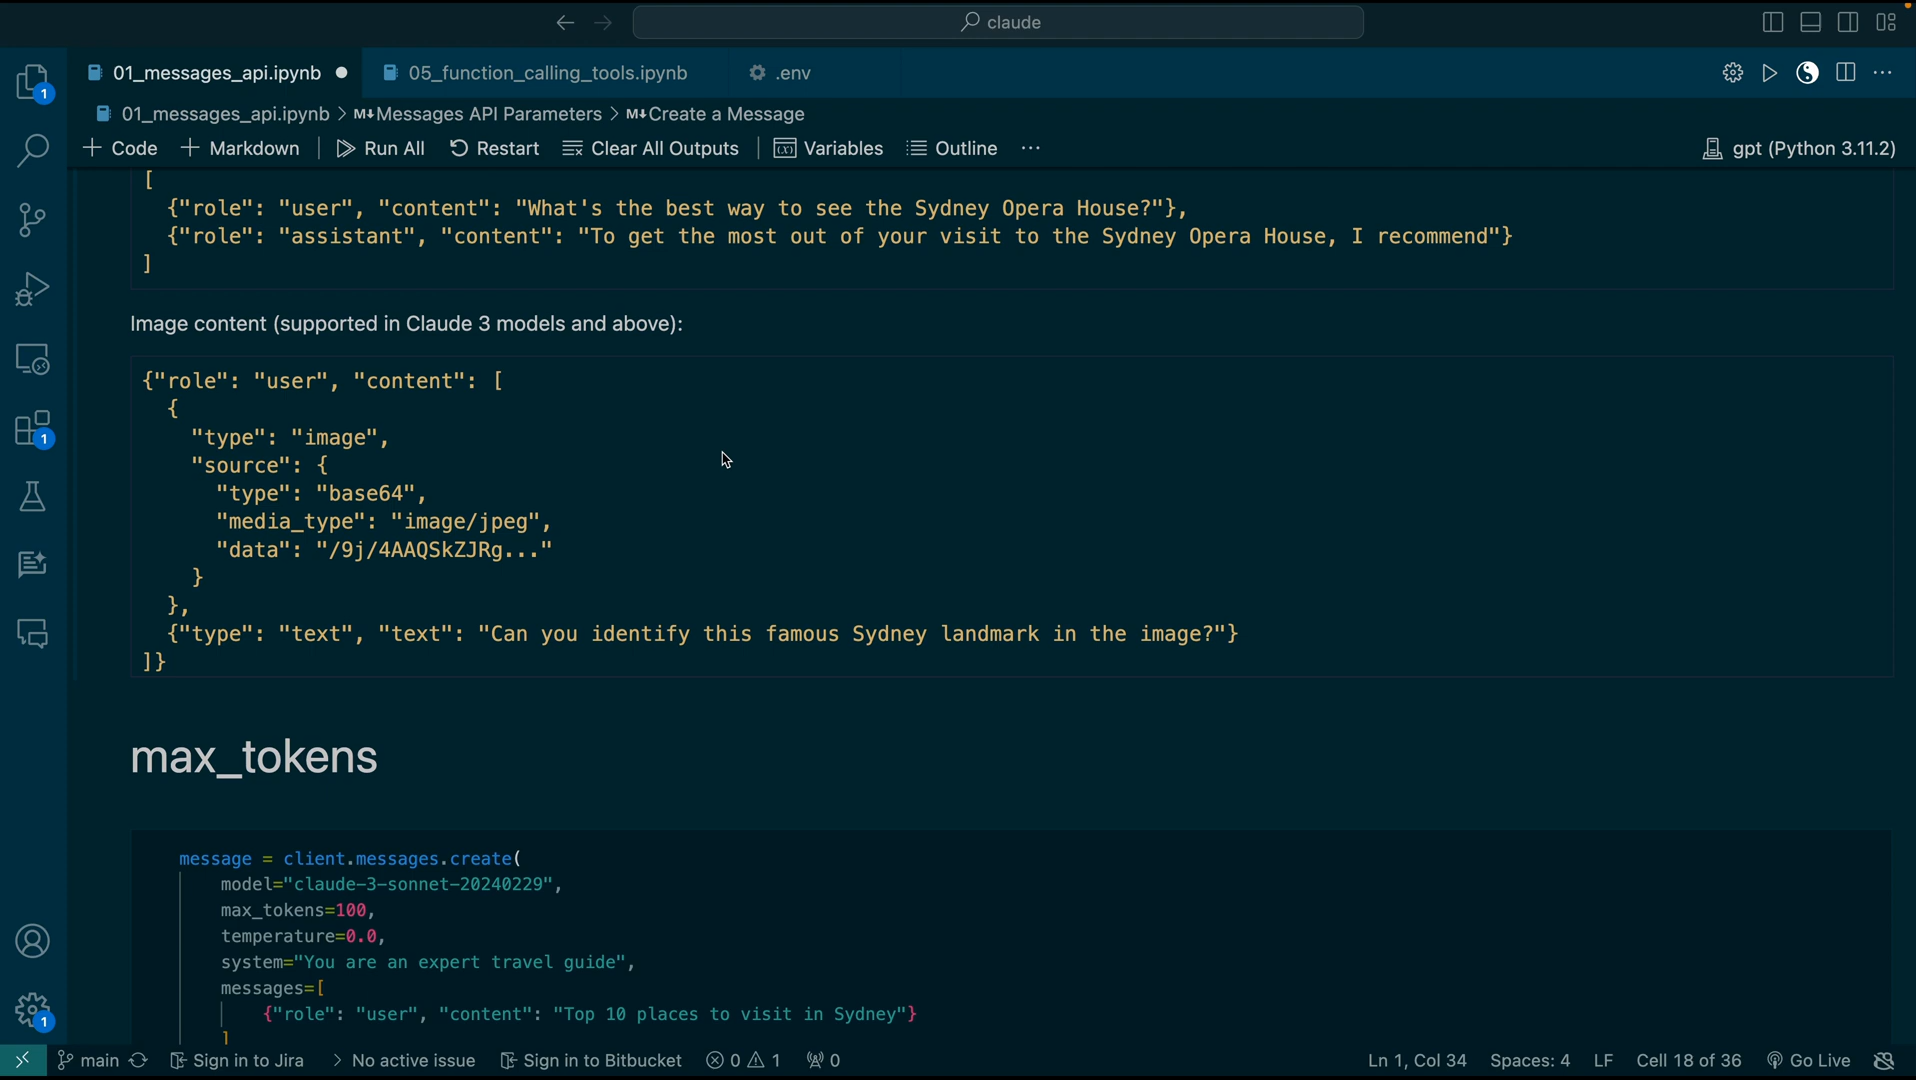 claude
01_messages_api.ipynb
05_function_calling_tools.ipynb
.env
01_messages_api.ipynb > M↓Messages API Parameters > M↓Create a Message
+ Code + Markdown Run All Restart Clear All Outputs Variables Outline ...
gpt (Python 3.11.2)
[
{"role": "user", "content": "What's the best way to see the Sydney Opera House?"},
{"role": "assistant", "content": "To get the most out of your visit to the Sydney Opera House, I recommend"}
]
Image content (supported in Claude 3 models and above):
{"role": "user", "content": [
{
"type": "image",
"source": {
"type": "base64",
"media_type": "image/jpeg",
"data": "/9j/4AAQSkZJRg..."
}
},
{"type": "text", "text": "Can you identify this famous Sydney landmark in the image?"}
]}
max_tokens
message = client.messages.create(
model="claude-3-sonnet-20240229",
max_tokens=100,
temperature=0.0,
system="You are an expert travel guide",
messages=[
{"role": "user", "content": "Top 10 places to visit in Sydney"}
]
1
1
1
main Sign in to Jira > No active issue Sign in to Bitbucket 0 1 0
Ln 1, Col 34 Spaces: 4 LF Cell 18 of 36 Go Live